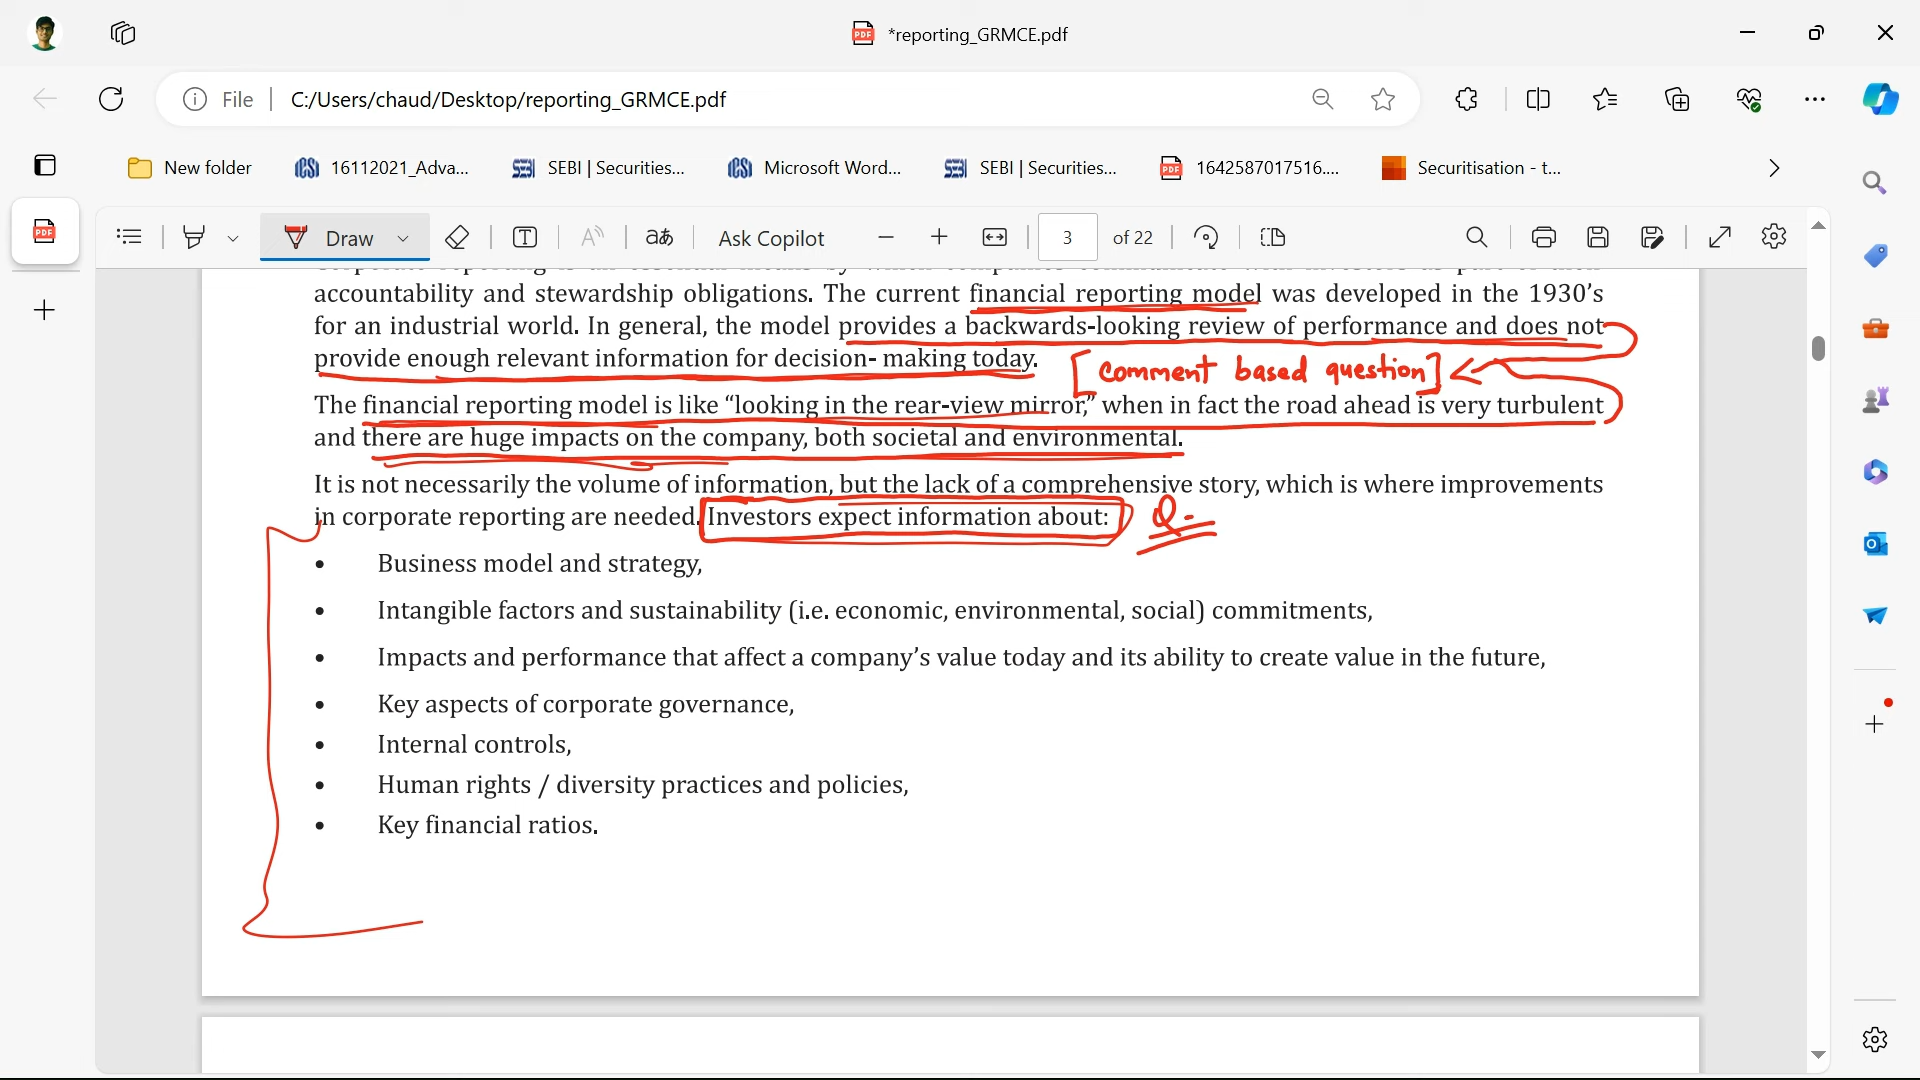 *reporting_GRMCE.pdf
File C:/Users/chaud/Desktop/reporting_GRMCE.pdf
New folder 16112021_Adva... SEBI | Securities... Microsoft Word... SEBI | Securities... 1642587017516.... Securitisation - t...
Draw Ask Copilot 3 of 22
accountability and stewardship obligations. The current financial reporting model was developed in the 1930’s
for an industrial world. In general, the model provides a backwards-looking review of performance and does not
provide enough relevant information for decision- making today. [Comment based question]
The financial reporting model is like “looking in the rear-view mirror,” when in fact the road ahead is very turbulent
and there are huge impacts on the company, both societal and environmental.
It is not necessarily the volume of information, but the lack of a comprehensive story, which is where improvements
in corporate reporting are needed. Investors expect information about: Q.
• Business model and strategy,
• Intangible factors and sustainability (i.e. economic, environmental, social) commitments,
• Impacts and performance that affect a company’s value today and its ability to create value in the future,
• Key aspects of corporate governance,
• Internal controls,
• Human rights / diversity practices and policies,
• Key financial ratios.